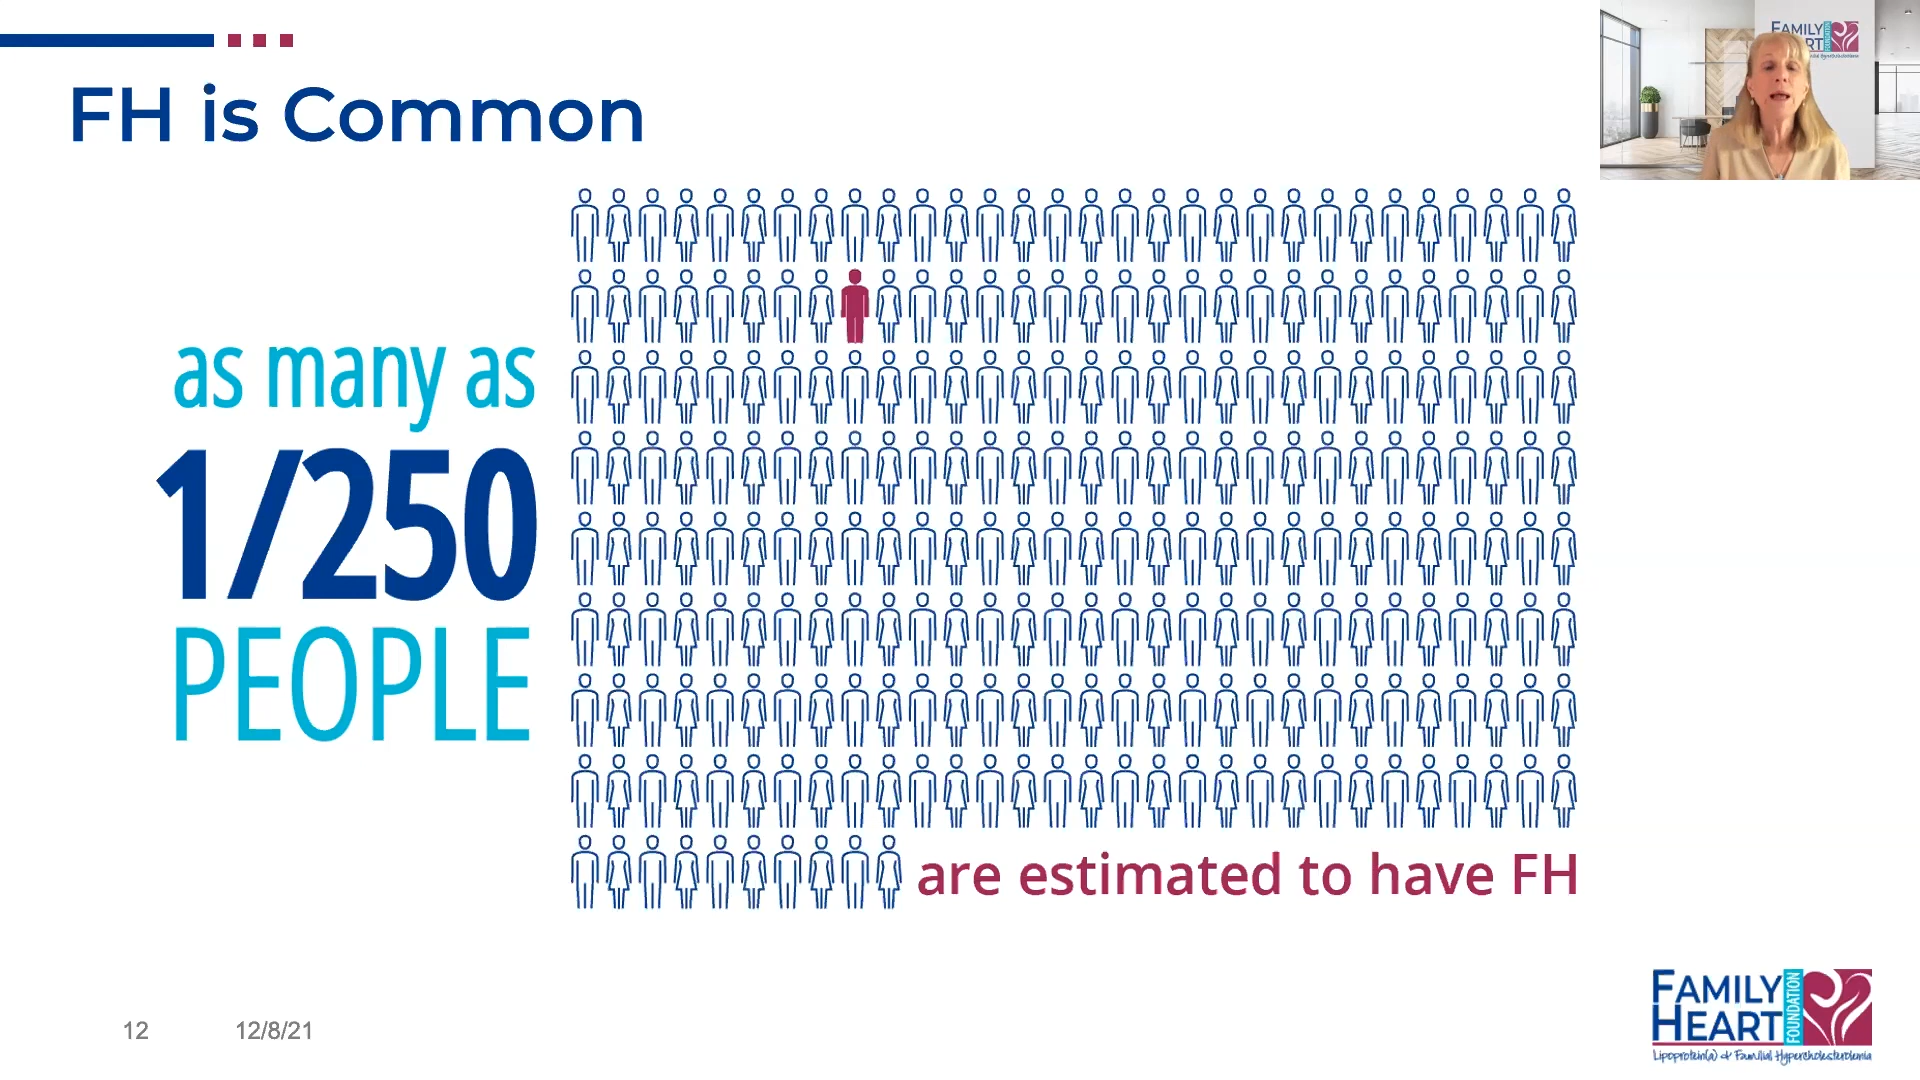 FH is Common
FAMILY
as many as
1/250
PEOPLE
are estimated to have FH
12
12/8/21
FAMILY
HEART
FOUNDATION
Lipoprotein(a) & Familial Hypercholesterolemia